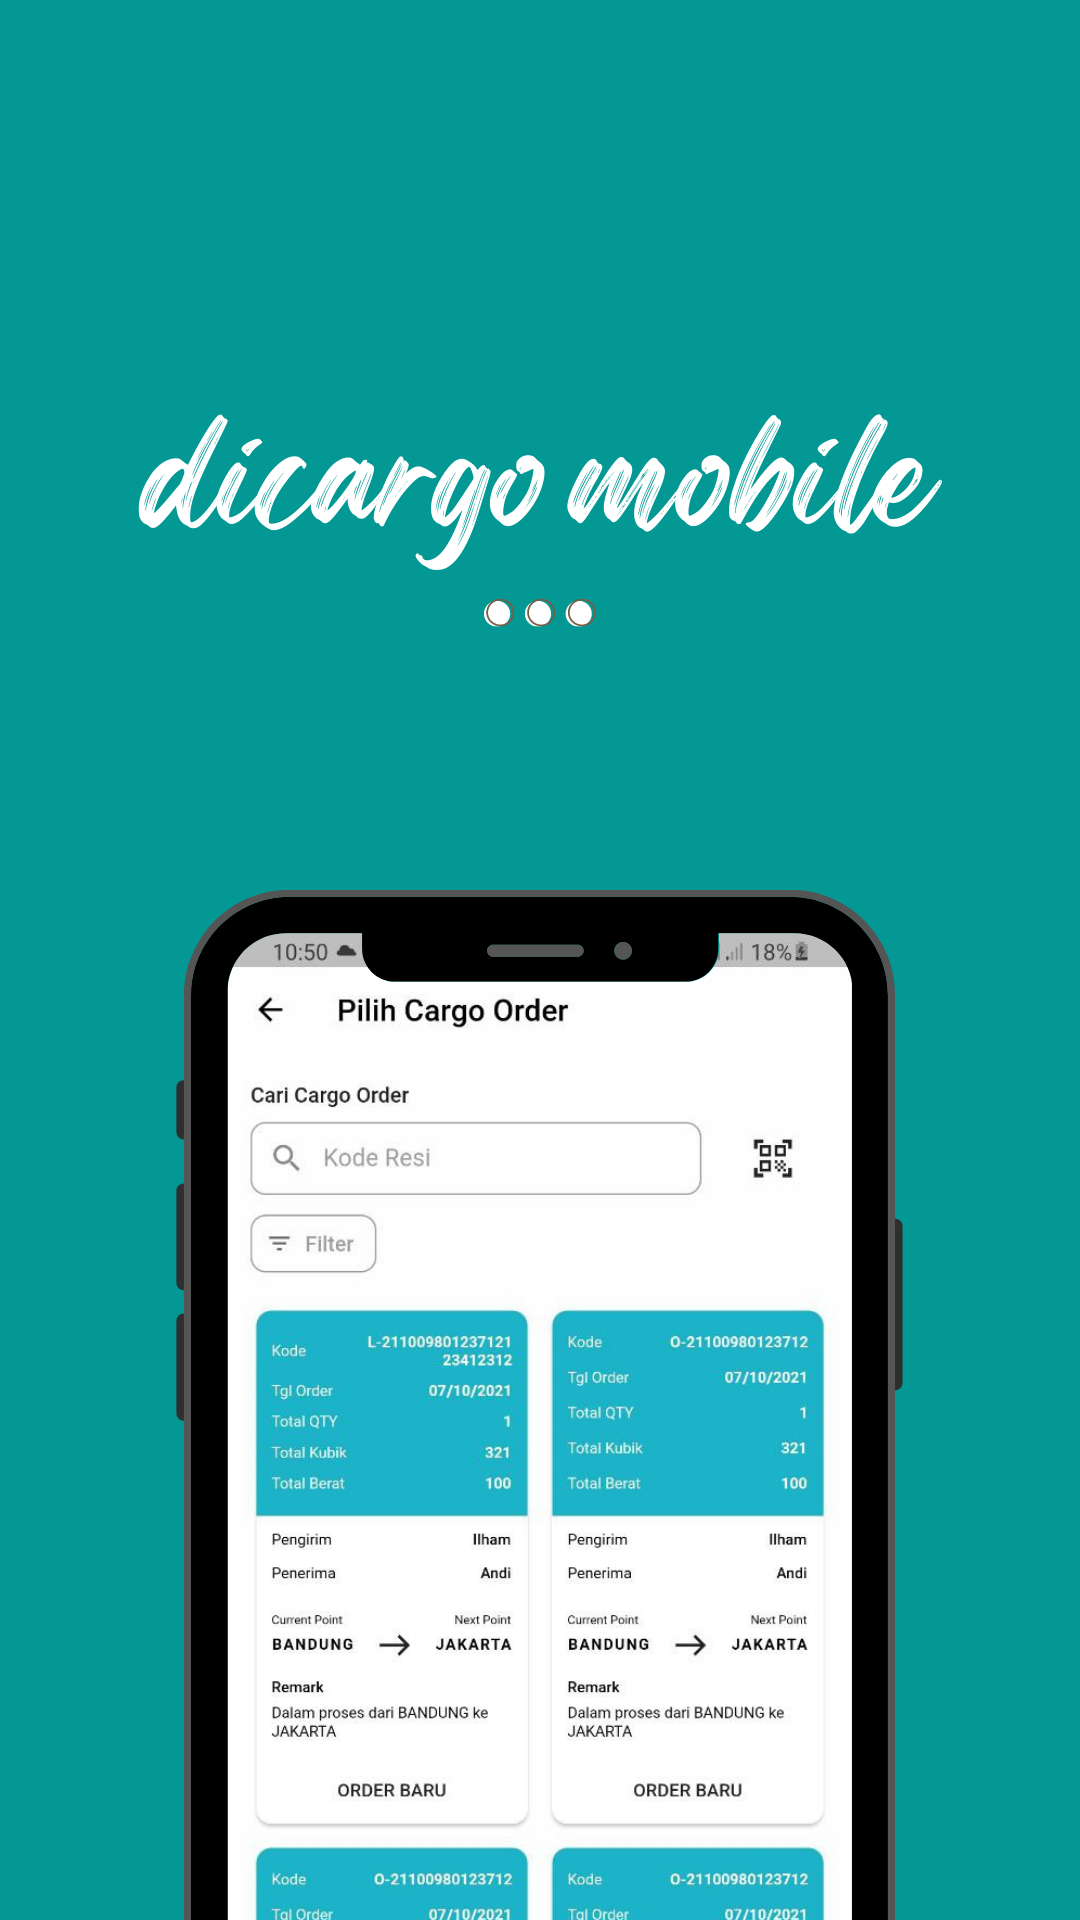 dicargo mobile
10:50
18%
Pilih Cargo Order
Cari Cargo Order
Kode Resi
Filter
Kode L-211009801237121
23412312
Tgl Order 07/10/2021
Total QTY 1
Total Kubik 321
Total Berat 100
Pengirim Ilham
Penerima Andi
Current Point Next Point
BANDUNG JAKARTA
Remark
Dalam proses dari BANDUNG ke
JAKARTA
ORDER BARU
Kode O-21100980123712
Tgl Order 07/10/2021
Total QTY 1
Total Kubik 321
Total Berat 100
Pengirim Ilham
Penerima Andi
Current Point Next Point
BANDUNG JAKARTA
Remark
Dalam proses dari BANDUNG ke
JAKARTA
ORDER BARU
Kode O-21100980123712
Tgl Order 07/10/2021
Kode O-21100980123712
Tgl Order 07/10/2021